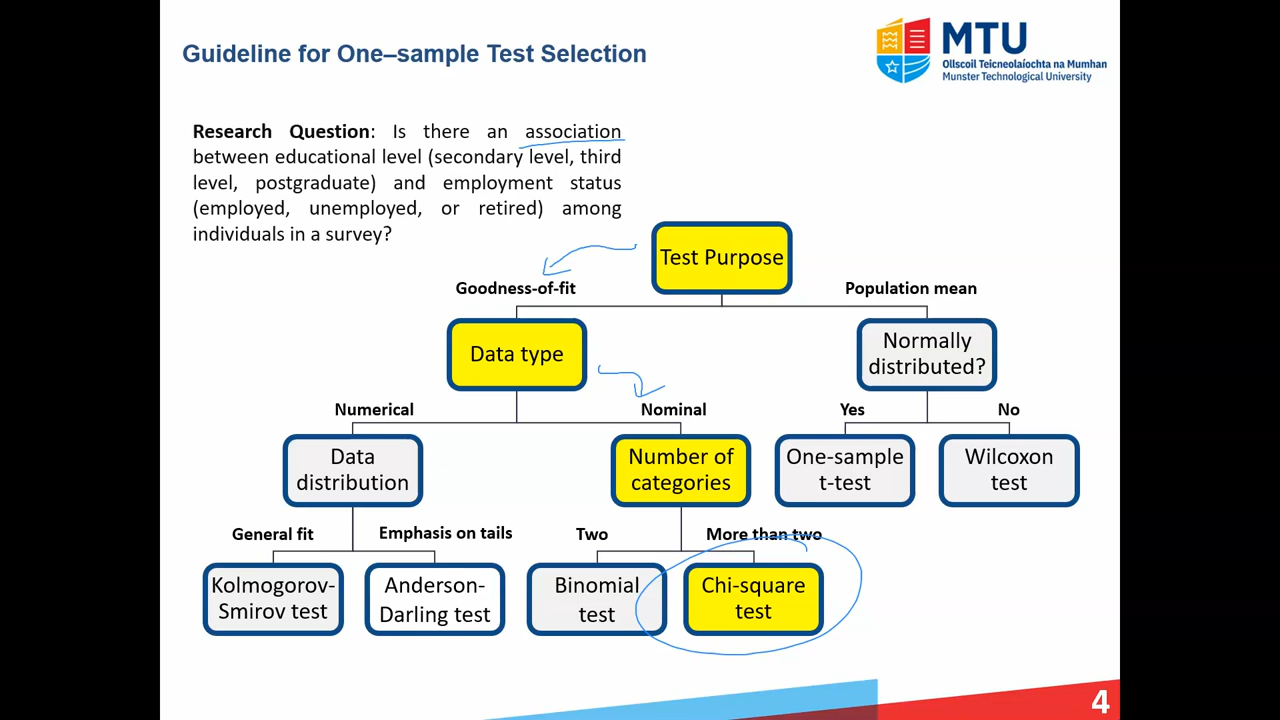 Guideline for One–sample Test Selection
MTU
Ollscoil Teicneolaíochta na Mumhan
Munster Technological University
Research Question: Is there an association
between educational level (secondary level, third
level, postgraduate) and employment status
(employed, unemployed, or retired) among
individuals in a survey?
Test Purpose
Goodness-of-fit
Population mean
Data type
Normally
distributed?
Numerical
Nominal
Yes
No
Data
distribution
Number of
categories
One-sample
t-test
Wilcoxon
test
General fit
Emphasis on tails
Two
More than two
Kolmogorov-
Smirov test
Anderson-
Darling test
Binomial
test
Chi-square
test
4